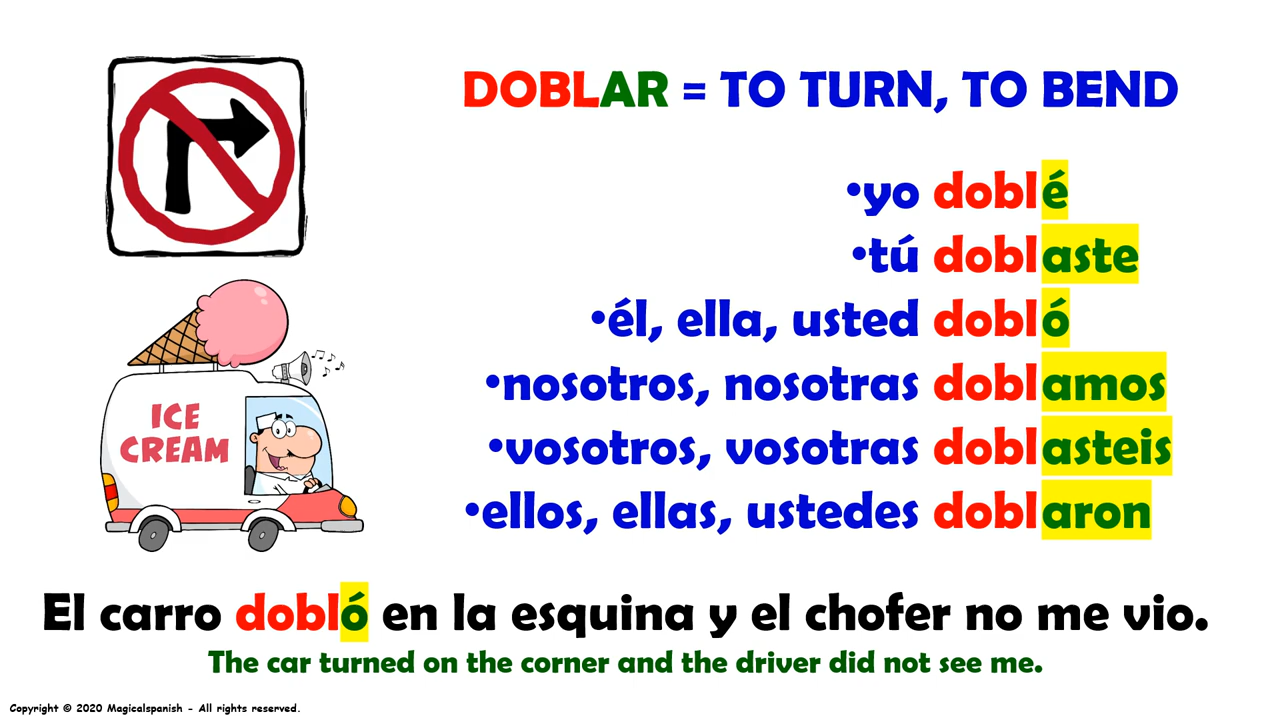 DOBLAR = TO TURN, TO BEND
•yo doblé
•tú doblaste
•él, ella, usted dobló
•nosotros, nosotras doblamos
•vosotros, vosotras doblasteis
•ellos, ellas, ustedes doblaron
ICE
CREAM
El carro dobló en la esquina y el chofer no me vio.
The car turned on the corner and the driver did not see me.
Copyright © 2020 Magicalspanish - All rights reserved.